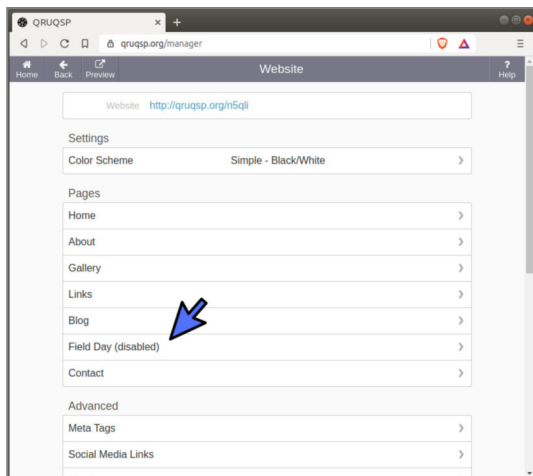 QRUQSP
qruqsp.org/manager
Home Back Preview Website Help
Website http://qruqsp.org/n5qli
Settings
Color Scheme Simple - Black/White
Pages
Home
About
Gallery
Links
Blog
Field Day (disabled)
Contact
Advanced
Meta Tags
Social Media Links